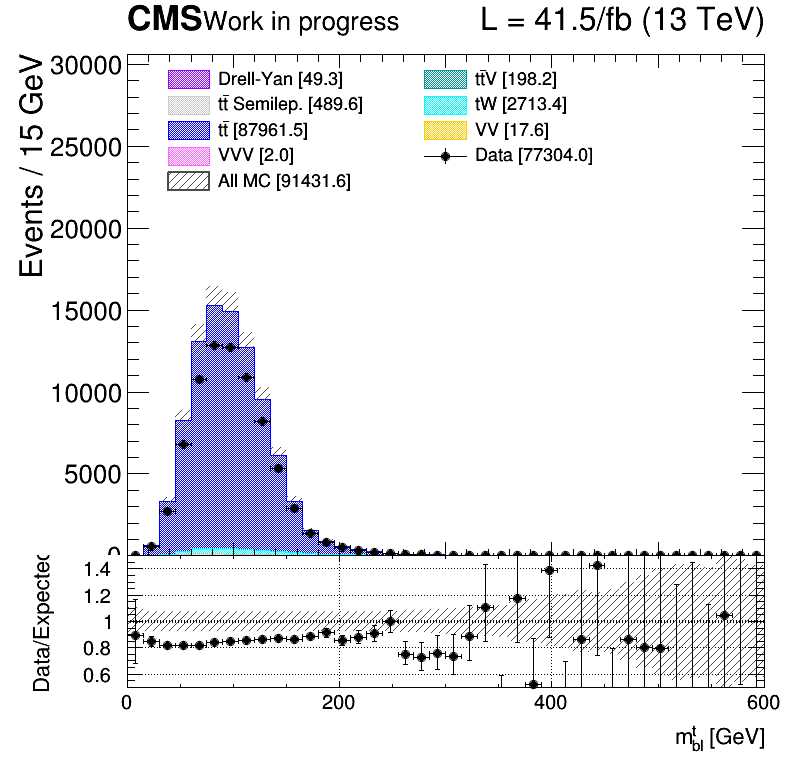 CMS Work in progress L = 41.5/fb (13 TeV)
Events / 15 GeV
30000
25000
20000
15000
10000
5000
0
Drell-Yan [49.3]
tt̄ Semilep. [489.6]
tt̄ [87961.5]
VVV [2.0]
All MC [91431.6]
tt̄V [198.2]
tW [2713.4]
VV [17.6]
Data [77304.0]
Data/Expected
1.4
1.2
1
0.8
0.6
0 200 400 600
m^t_bl [GeV]